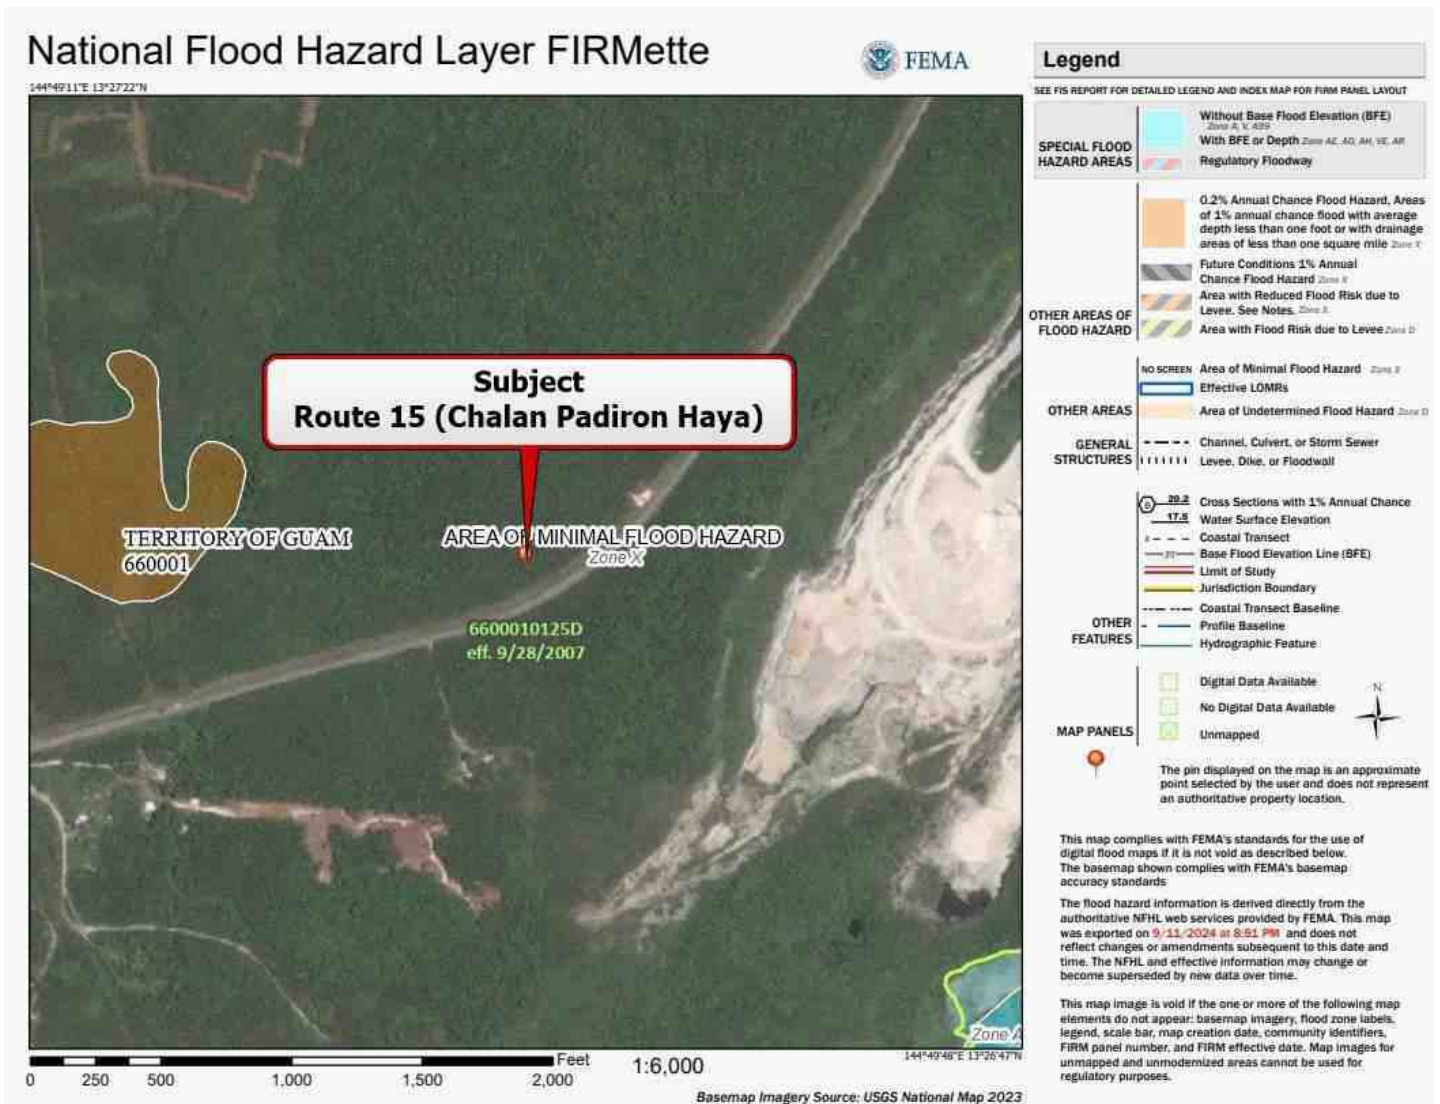 National Flood Hazard Layer FIRMette
FEMA
144°49'11"E 13°27'22"N
Subject
Route 15 (Chalan Padiron Haya)
TERRITORY OF GUAM
660001
AREA OF MINIMAL FLOOD HAZARD
Zone X
6600010125D
eff. 9/28/2007
Zone A
144°49'48"E 13°26'47"N
Feet
0 250 500 1,000 1,500 2,000
1:6,000
Basemap Imagery Source: USGS National Map 2023
Legend
SEE FIS REPORT FOR DETAILED LEGEND AND INDEX MAP FOR FIRM PANEL LAYOUT
SPECIAL FLOOD
HAZARD AREAS
Without Base Flood Elevation (BFE)
Zone A, V, A99
With BFE or Depth Zone AE, AO, AH, VE, AR
Regulatory Floodway
OTHER AREAS OF
FLOOD HAZARD
0.2% Annual Chance Flood Hazard, Areas
of 1% annual chance flood with average
depth less than one foot or with drainage
areas of less than one square mile Zone X
Future Conditions 1% Annual
Chance Flood Hazard Zone X
Area with Reduced Flood Risk due to
Levee. See Notes. Zone X
Area with Flood Risk due to Levee Zone D
OTHER AREAS
NO SCREEN Area of Minimal Flood Hazard Zone X
Effective LOMRs
Area of Undetermined Flood Hazard Zone D
GENERAL
STRUCTURES
Channel, Culvert, or Storm Sewer
Levee, Dike, or Floodwall
OTHER
FEATURES
20.2 Cross Sections with 1% Annual Chance
17.5 Water Surface Elevation
Coastal Transect
Base Flood Elevation Line (BFE)
Limit of Study
Jurisdiction Boundary
Coastal Transect Baseline
Profile Baseline
Hydrographic Feature
MAP PANELS
Digital Data Available
No Digital Data Available
Unmapped
N
The pin displayed on the map is an approximate
point selected by the user and does not represent
an authoritative property location.
This map complies with FEMA's standards for the use of
digital flood maps if it is not void as described below.
The basemap shown complies with FEMA's basemap
accuracy standards
The flood hazard information is derived directly from the
authoritative NFHL web services provided by FEMA. This map
was exported on 9/11/2024 at 8:51 PM and does not
reflect changes or amendments subsequent to this date and
time. The NFHL and effective information may change or
become superseded by new data over time.
This map image is void if the one or more of the following map
elements do not appear: basemap imagery, flood zone labels,
legend, scale bar, map creation date, community identifiers,
FIRM panel number, and FIRM effective date. Map images for
unmapped and unmodernized areas cannot be used for
regulatory purposes.